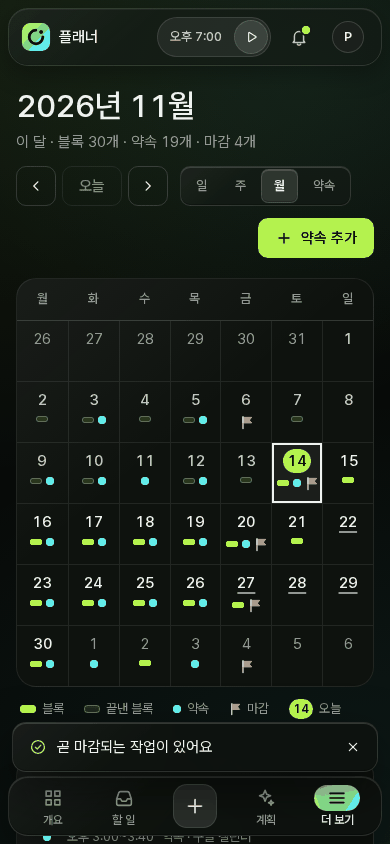 플래너
오후 7:00
P
2026년 11월
이 달 · 블록 30개 · 약속 19개 · 마감 4개
오늘
일 주 월 약속
약속 추가
월 화 수 목 금 토 일
26 27 28 29 30 31 1
2 3 4 5 6 7 8
9 10 11 12 13 14 15
16 17 18 19 20 21 22
23 24 25 26 27 28 29
30 1 2 3 4 5 6
블록 끝낸 블록 약속 마감 14 오늘
곧 마감되는 작업이 있어요
개요 할 일 계획 더 보기